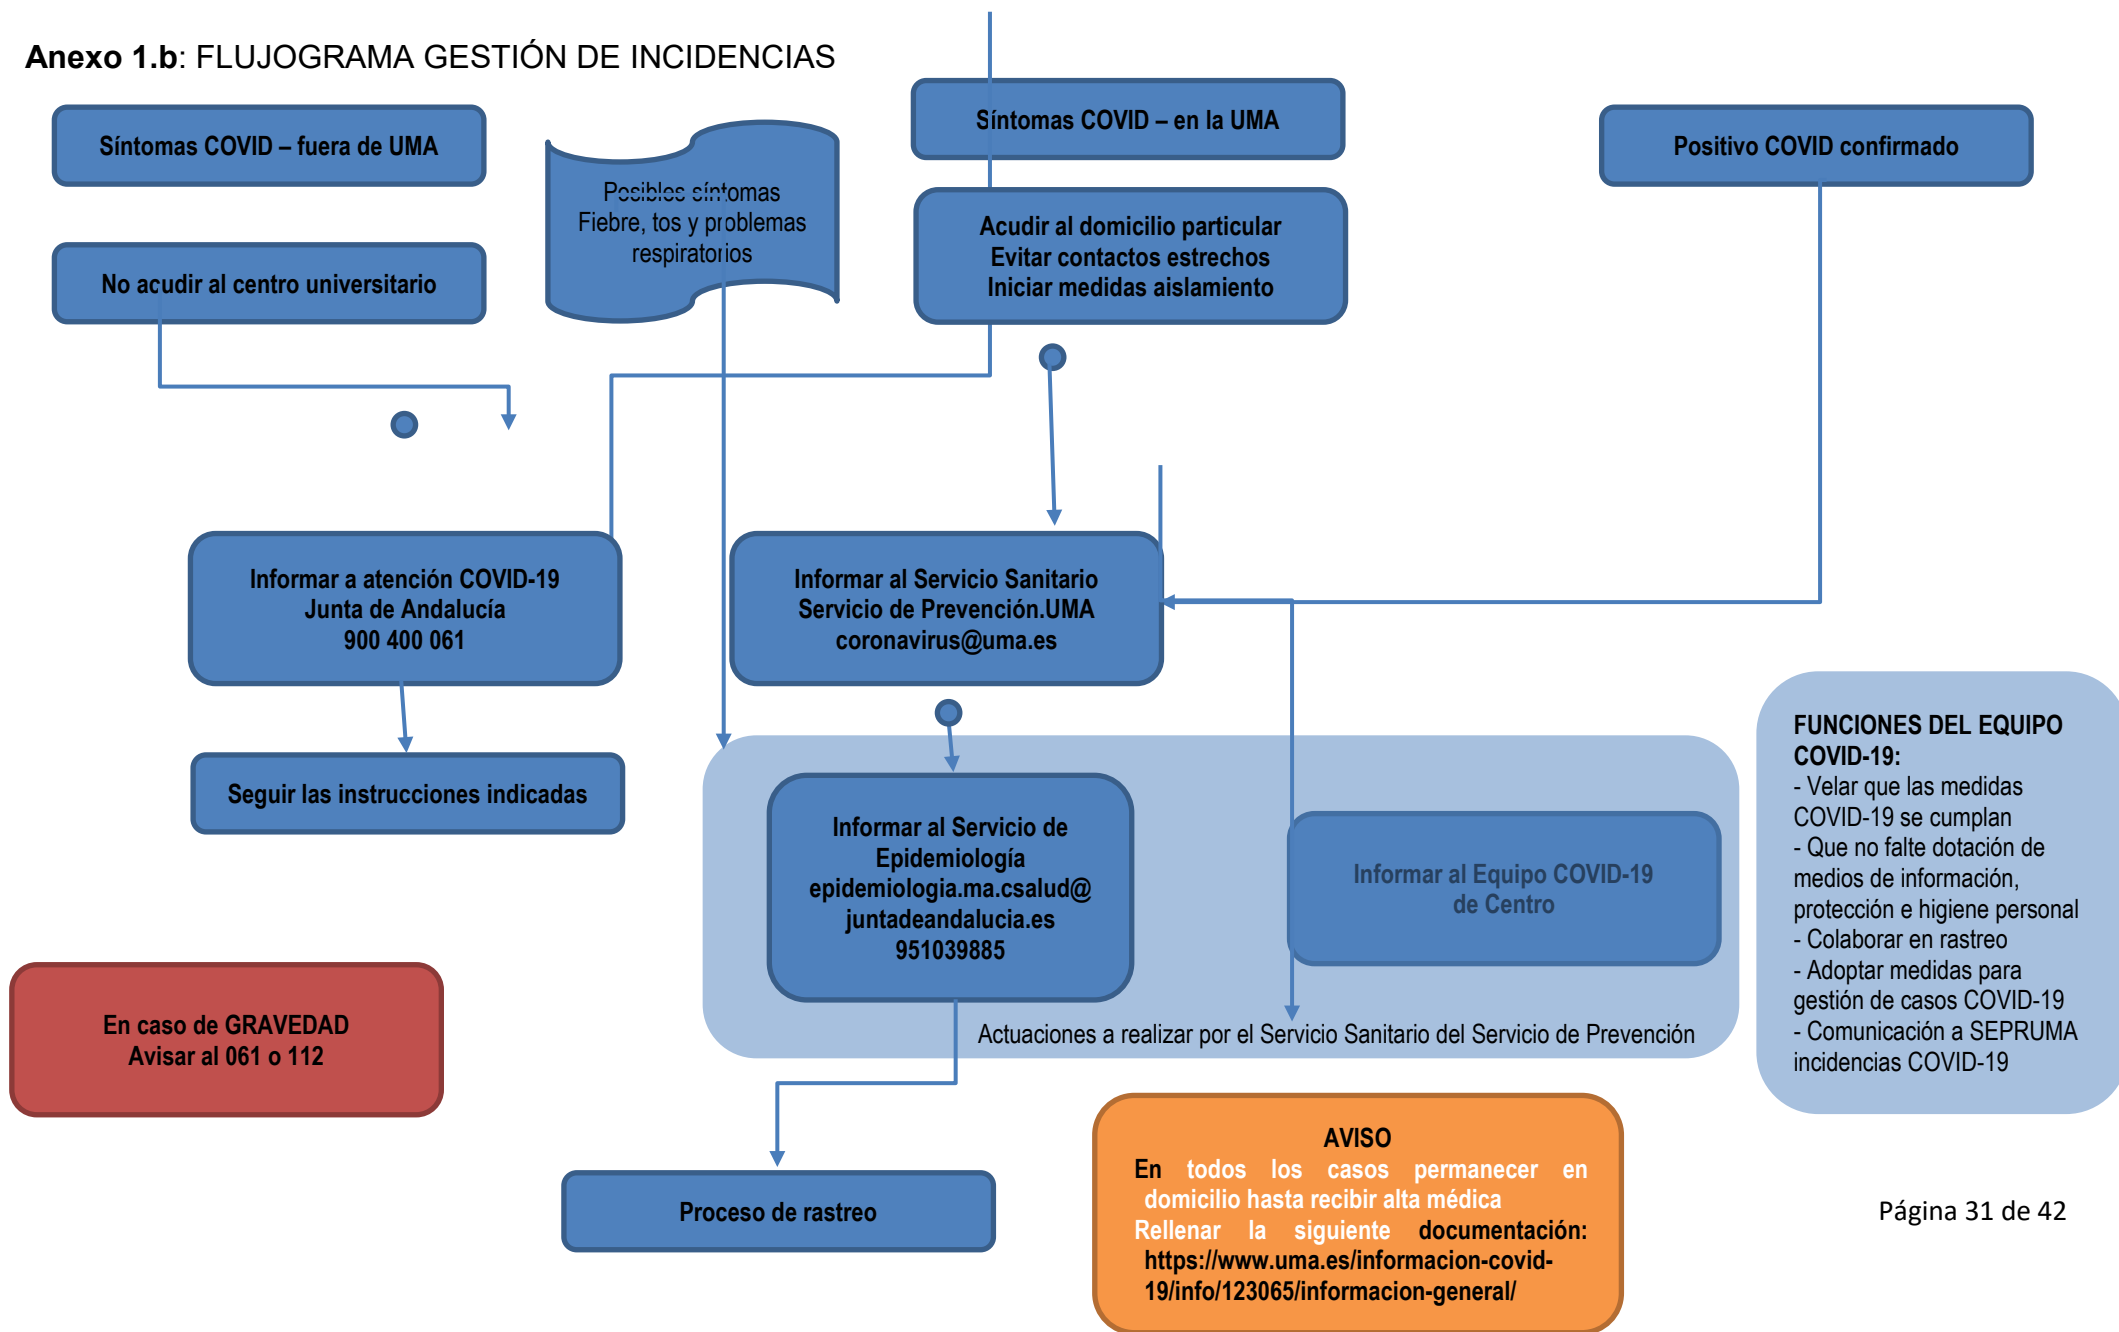 Anexo 1.b: FLUJOGRAMA GESTIÓN DE INCIDENCIAS
Síntomas COVID – fuera de UMA
No acudir al centro universitario
Posibles síntomas
Fiebre, tos y problemas
respiratorios
Síntomas COVID – en la UMA
Acudir al domicilio particular
Evitar contactos estrechos
Iniciar medidas aislamiento
Positivo COVID confirmado
Informar a atención COVID-19
Junta de Andalucía
900 400 061
Informar al Servicio Sanitario
Servicio de Prevención.UMA
coronavirus@uma.es
Seguir las instrucciones indicadas
Informar al Servicio de
Epidemiología
epidemiologia.ma.csalud@
juntadeandalucia.es
951039885
Informar al Equipo COVID-19
de Centro
Actuaciones a realizar por el Servicio Sanitario del Servicio de Prevención
FUNCIONES DEL EQUIPO
COVID-19:
- Velar que las medidas
COVID-19 se cumplan
- Que no falte dotación de
medios de información,
protección e higiene personal
- Colaborar en rastreo
- Adoptar medidas para
gestión de casos COVID-19
- Comunicación a SEPRUMA
incidencias COVID-19
En caso de GRAVEDAD
Avisar al 061 o 112
Proceso de rastreo
AVISO
En todos los casos permanecer en
domicilio hasta recibir alta médica
Rellenar la siguiente documentación:
https://www.uma.es/informacion-covid-
19/info/123065/informacion-general/
Página 31 de 42